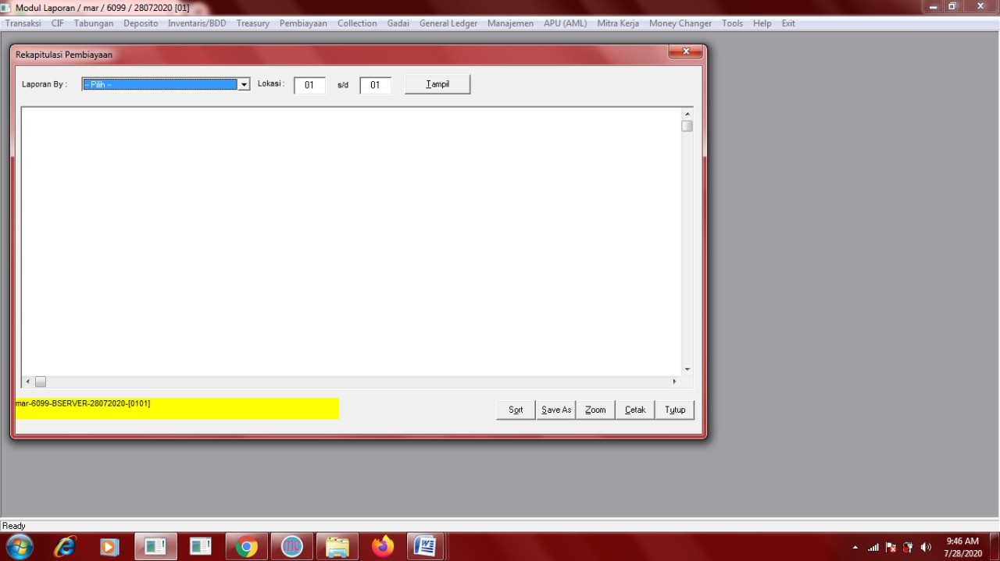 Modul Laporan / mar / 6099 / 28072020 [01]
Transaksi CIF Tabungan Deposito Inventaris/BDD Treasury Pembiayaan Collection Gadai General Ledger Manajemen APU (AML) Mitra Kerja Money Changer Tools Help Exit
Rekapitulasi Pembiayaan
Laporan By : -- Pilih -- Lokasi : 01 s/d 01 Tampil
mar-6099-BSERVER-28072020-[0101]
Sort Save As Zoom Cetak Tutup
Ready
9:46 AM
7/28/2020